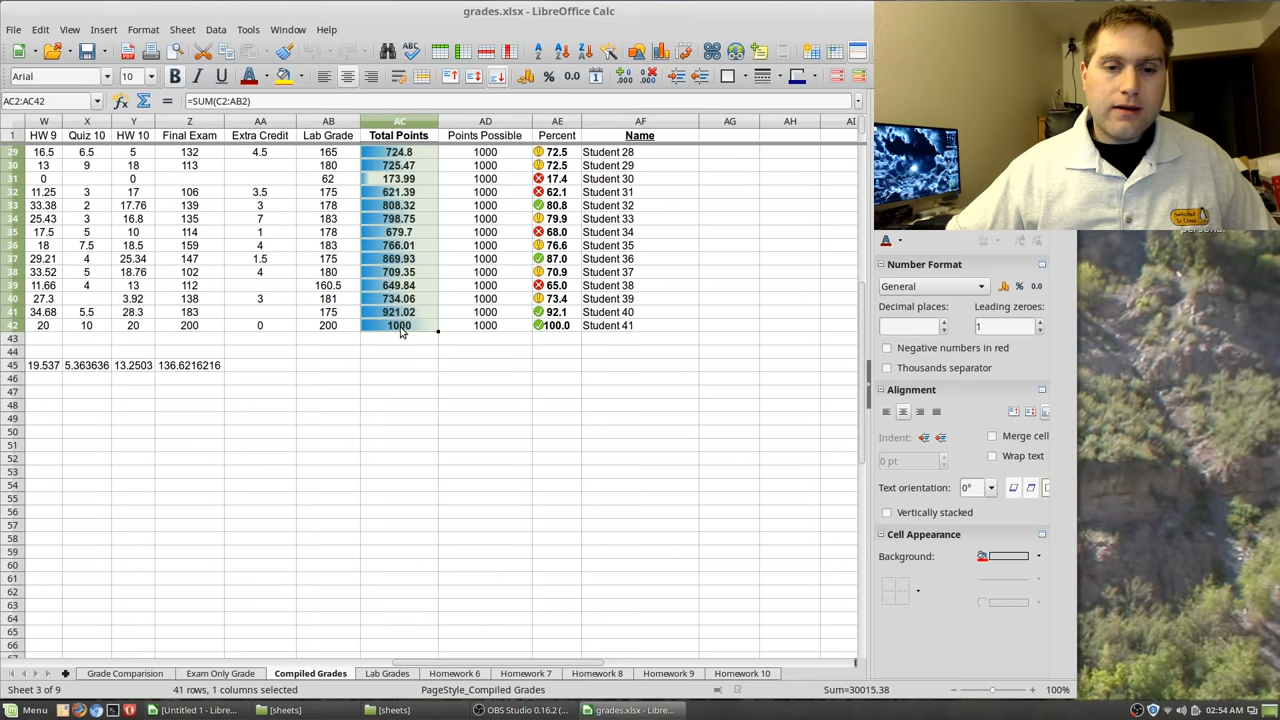 grades.xlsx - LibreOffice Calc
File Edit View Insert Format Sheet Data Tools Window Help
Arial 10
AC2:AC42 =SUM(C2:AB2)
W X Y Z AA AB AC AD AE AF AG AH AI
1 HW 9 Quiz 10 HW 10 Final Exam Extra Credit Lab Grade Total Points Points Possible Percent Name
29 16.5 6.5 5 132 4.5 165 724.8 1000 72.5 Student 28
30 13 9 18 113 180 725.47 1000 72.5 Student 29
31 0 0 62 173.99 1000 17.4 Student 30
32 11.25 3 17 106 3.5 175 621.39 1000 62.1 Student 31
33 33.38 2 17.76 139 3 178 808.32 1000 80.8 Student 32
34 25.43 3 16.8 135 7 183 798.75 1000 79.9 Student 33
35 17.5 5 10 114 1 178 679.7 1000 68.0 Student 34
36 18 7.5 18.5 159 4 183 766.01 1000 76.6 Student 35
37 29.21 4 25.34 147 1.5 175 869.93 1000 87.0 Student 36
38 33.52 5 18.76 102 4 180 709.35 1000 70.9 Student 37
39 11.66 4 13 112 160.5 649.84 1000 65.0 Student 38
40 27.3 3.92 138 3 181 734.06 1000 73.4 Student 39
41 34.68 5.5 28.3 183 176 921.02 1000 92.1 Student 40
42 20 10 20 200 0 200 1000 1000 100.0 Student 41
43
44
45 19.537 5.363636 13.2503 136.6216216
46
47
48
49
50
51
52
53
54
55
56
57
58
59
60
61
62
63
64
65
66
Grade Comparision Exam Only Grade Compiled Grades Lab Grades Homework 6 Homework 7 Homework 8 Homework 9 Homework 10
Sheet 3 of 9 41 rows, 1 columns selected PageStyle_Compiled Grades Sum=30015.38 100%
Switched To Linux
personal
Number Format
General % 0.0
Decimal places: Leading zeroes:
1
Negative numbers in red
Thousands separator
Alignment
Indent: Merge cell
0 pt Wrap text
Text orientation: 0°
Vertically stacked
Cell Appearance
Background:
Menu [Untitled 1 - Libre... [sheets] [sheets] OBS Studio 0.16.2 (... grades.xlsx - Libre... 02:54 AM